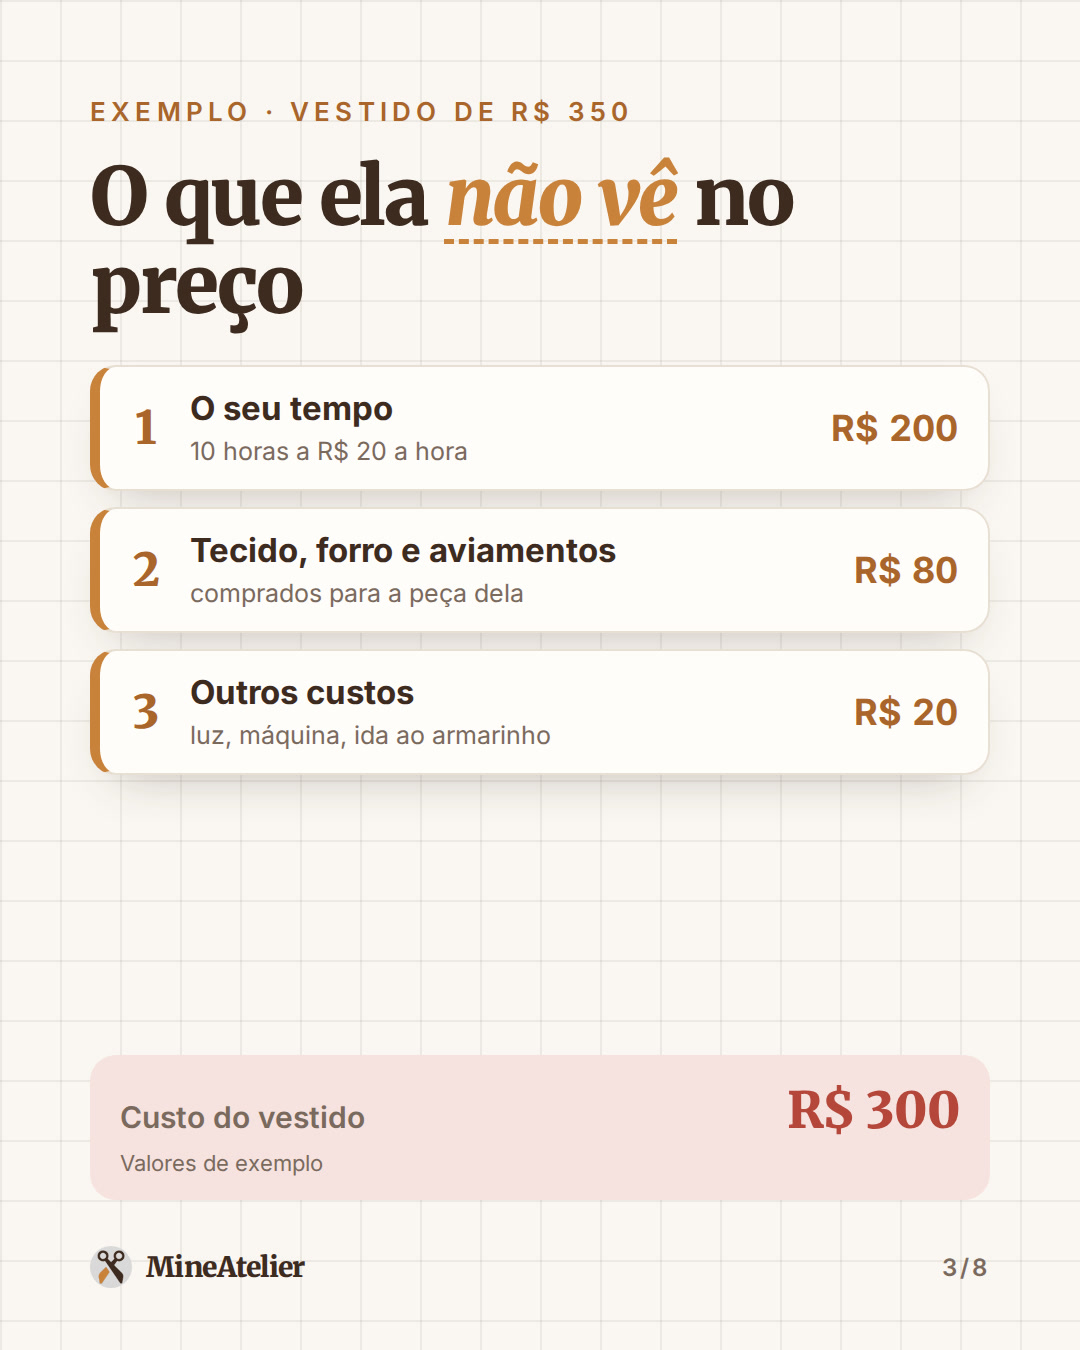 EXEMPLO · VESTIDO DE R$ 350
O que ela não vê no
preço
1
O seu tempo
10 horas a R$ 20 a hora
R$ 200
2
Tecido, forro e aviamentos
comprados para a peça dela
R$ 80
3
Outros custos
luz, máquina, ida ao armarinho
R$ 20
Custo do vestido
R$ 300
Valores de exemplo
MineAtelier
3/8